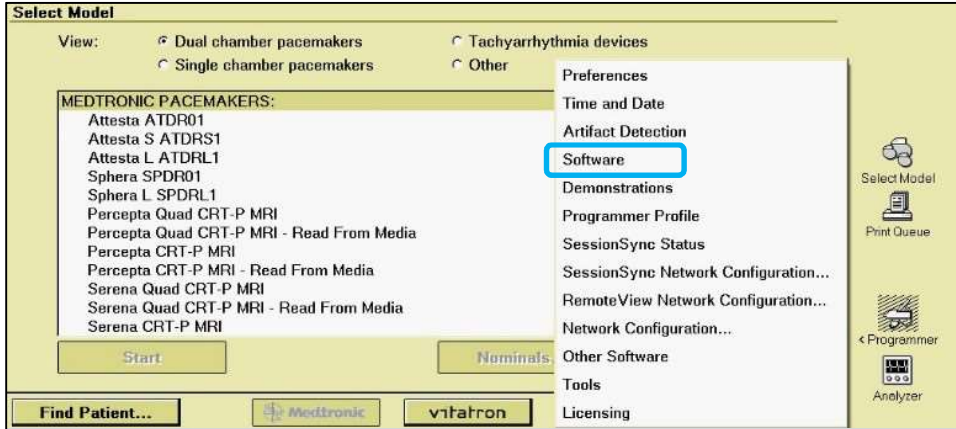 Select Model
View:
Dual chamber pacemakers
Tachyarrhythmia devices
Single chamber pacemakers
Other
MEDTRONIC PACEMAKERS:
Attesta ATDR01
Attesta S ATDRS1
Attesta L ATDRL1
Sphera SPDR01
Sphera L SPDRL1
Percepta Quad CRT-P MRI
Percepta Quad CRT-P MRI - Read From Media
Percepta CRT-P MRI
Percepta CRT-P MRI - Read From Media
Serena Quad CRT-P MRI
Serena Quad CRT-P MRI - Read From Media
Serena CRT-P MRI
Start
Nominals
Find Patient...
Medtronic
vitatron
Preferences
Time and Date
Artifact Detection
Software
Demonstrations
Programmer Profile
SessionSync Status
SessionSync Network Configuration...
RemoteView Network Configuration...
Network Configuration...
Other Software
Tools
Licensing
Select Model
Print Queue
< Programmer
Analyzer